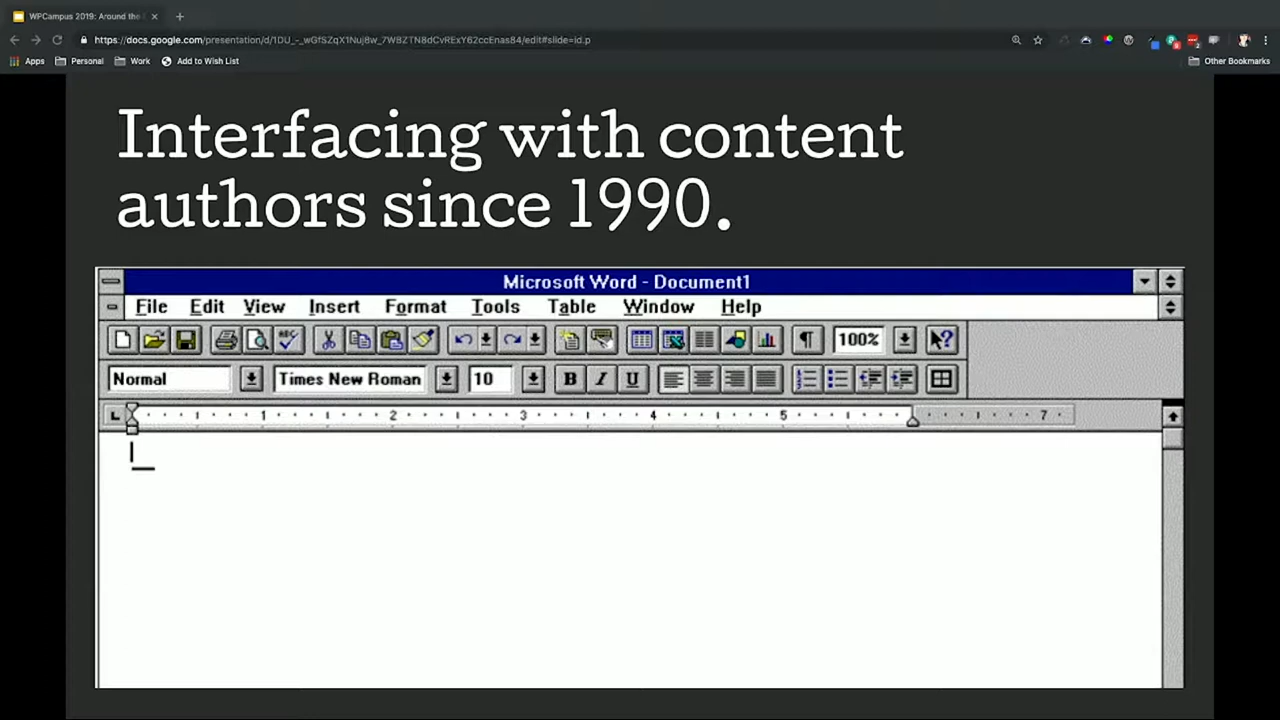 WPCampus 2019: Around the
https://docs.google.com/presentation/d/1DU_-_wGfSZqX1Nuj8w_7WBZTN8dCvRExY62ccEnas84/edit#slide=id.p
Apps Personal Work Add to Wish List Other Bookmarks
Interfacing with content
authors since 1990.
Microsoft Word - Document1
File Edit View Insert Format Tools Table Window Help
ABC ¶ 100% ?
Normal Times New Roman 10 B I U
1 2 3 4 5 7